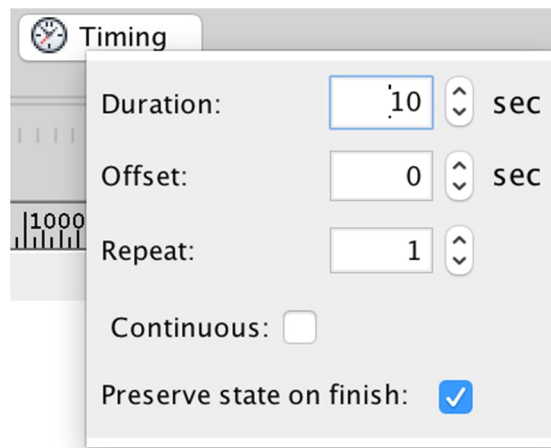 Timing
Duration: 10 sec
Offset: 0 sec
1000
Repeat: 1
Continuous:
Preserve state on finish: